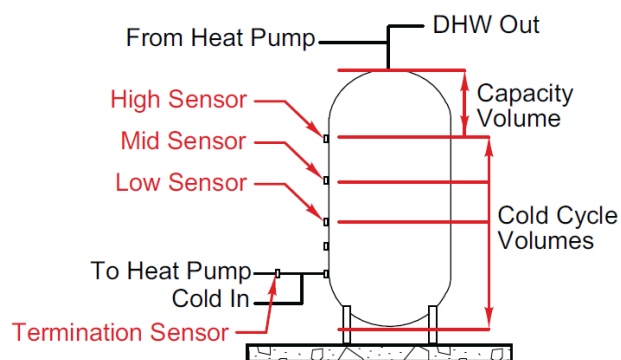 DHW Out
From Heat Pump
High Sensor
Capacity
Volume
Mid Sensor
Low Sensor
Cold Cycle
Volumes
To Heat Pump
Cold In
Termination Sensor